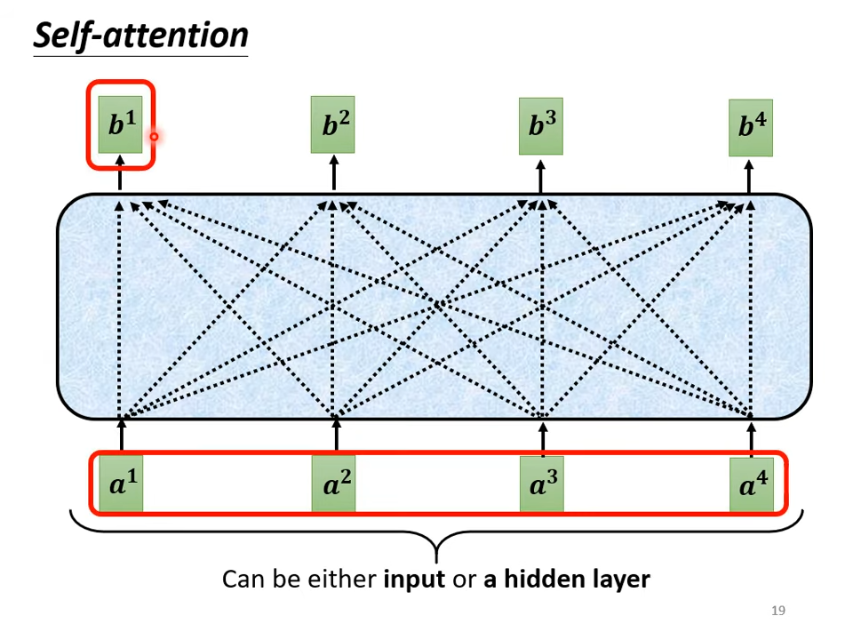 Self-attention
b¹ b² b³ b⁴
a¹ a² a³ a⁴
Can be either input or a hidden layer
19